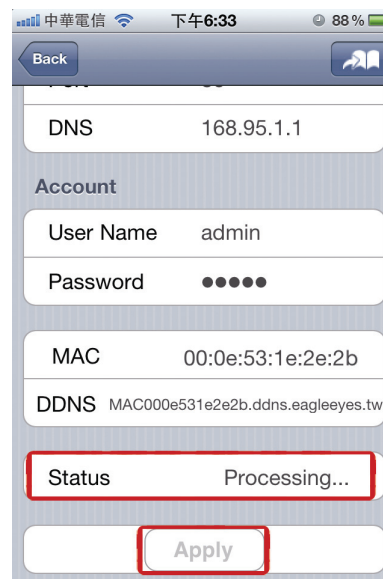 中華電信 下午6:33 88%
Back
DNS 168.95.1.1
Account
User Name admin
Password ●●●●●
MAC 00:0e:53:1e:2e:2b
DDNS MAC000e531e2e2b.ddns.eagleeyes.tw
Status Processing...
Apply